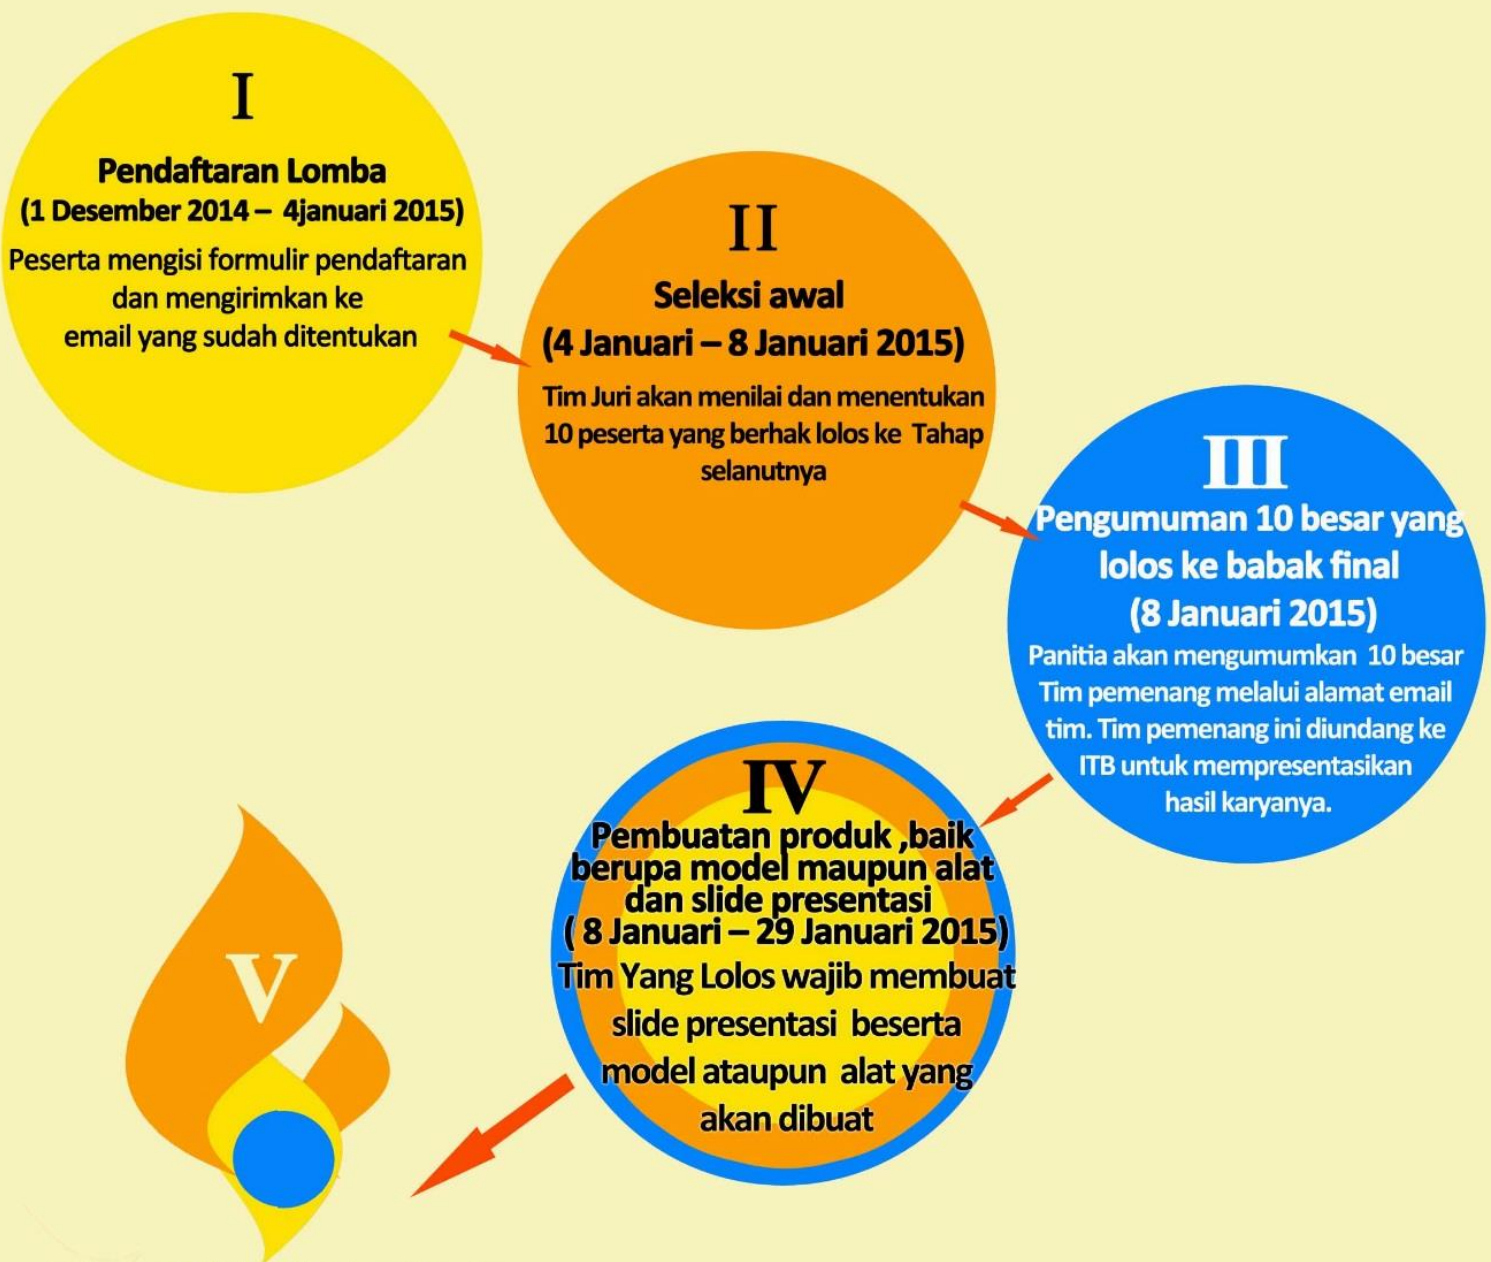 I
Pendaftaran Lomba
(1 Desember 2014 – 4januari 2015)
Peserta mengisi formulir pendaftaran
dan mengirimkan ke
email yang sudah ditentukan
II
Seleksi awal
(4 Januari – 8 Januari 2015)
Tim Juri akan menilai dan menentukan
10 peserta yang berhak lolos ke Tahap
selanutnya
III
Pengumuman 10 besar yang
lolos ke babak final
(8 Januari 2015)
Panitia akan mengumumkan 10 besar
Tim pemenang melalui alamat email
tim. Tim pemenang ini diundang ke
ITB untuk mempresentasikan
hasil karyanya.
IV
Pembuatan produk ,baik
berupa model maupun alat
dan slide presentasi
( 8 Januari – 29 Januari 2015)
Tim Yang Lolos wajib membuat
slide presentasi beserta
model ataupun alat yang
akan dibuat
V